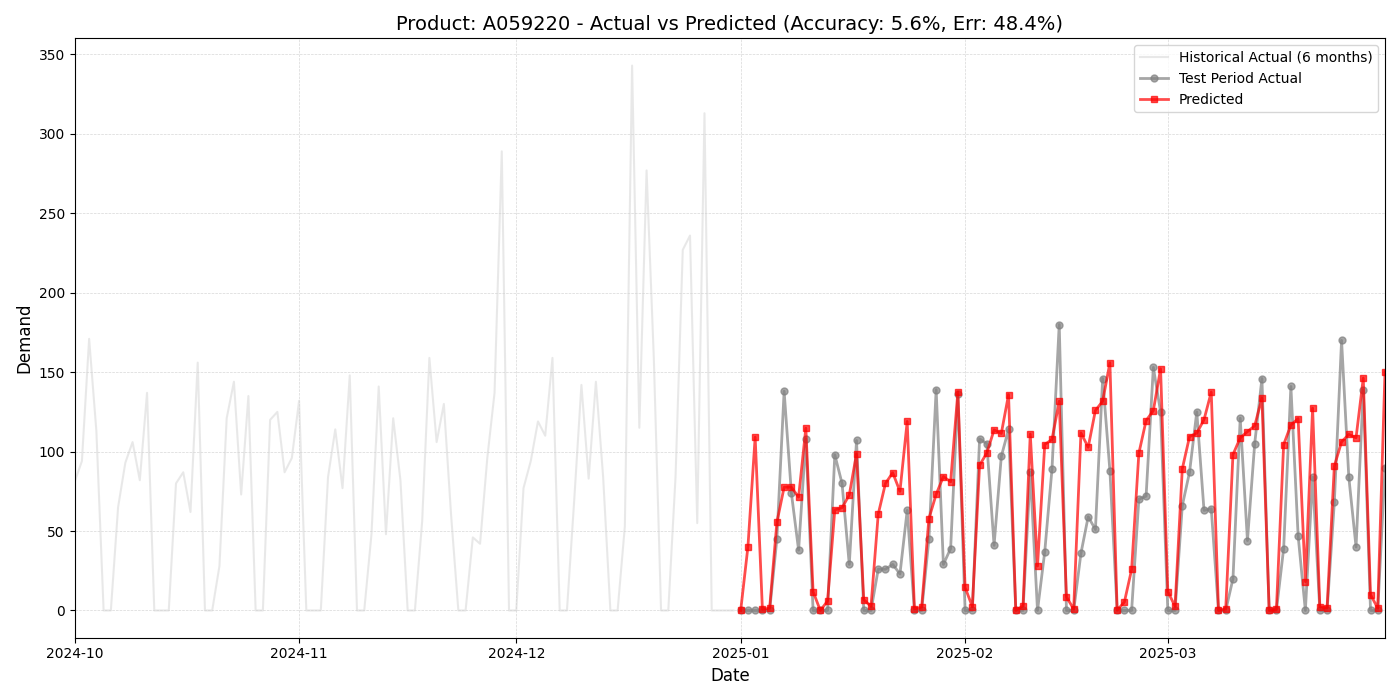 Product: A059220 - Actual vs Predicted (Accuracy: 5.6%, Err: 48.4%)
Historical Actual (6 months)
Test Period Actual
Predicted
Demand
350
300
250
200
150
100
50
0
2024-10
2024-11
2024-12
2025-01
2025-02
2025-03
Date